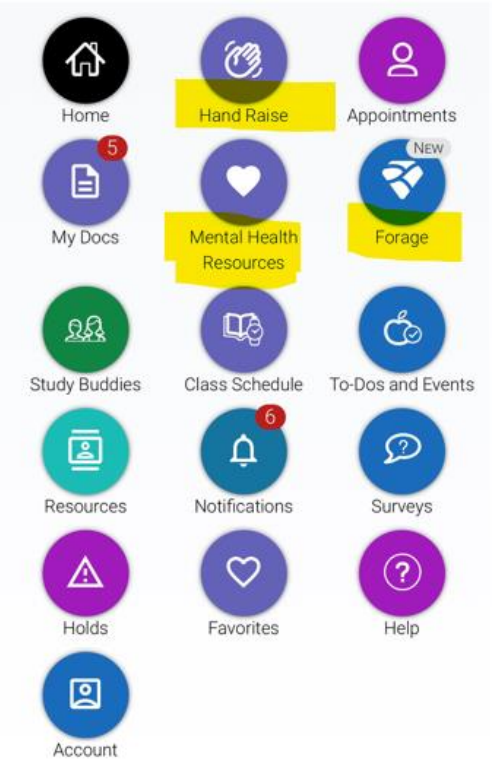 Home
Hand Raise
Appointments
5
New
My Docs
Mental Health
Resources
Forage
Study Buddies
Class Schedule
To-Dos and Events
6
Resources
Notifications
Surveys
Holds
Favorites
Help
Account